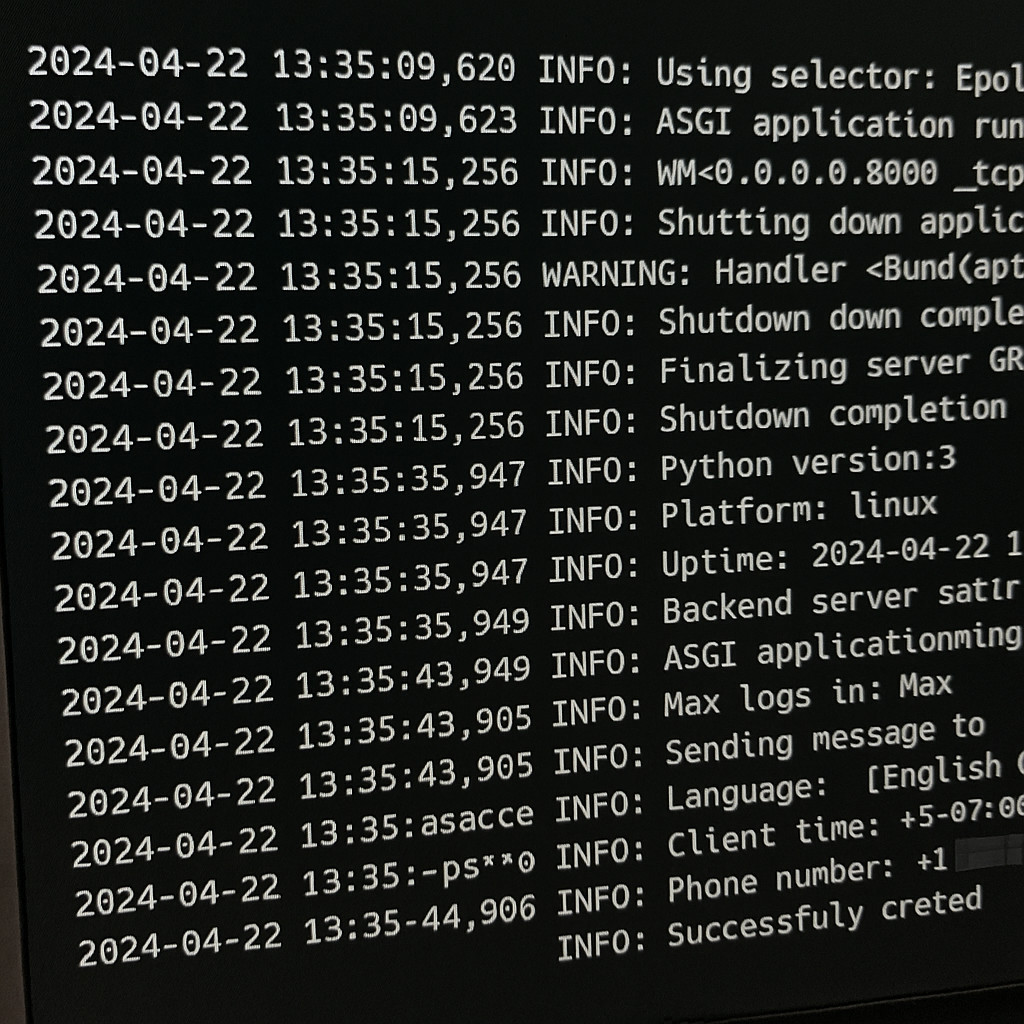 2024-04-22 13:35:09,620 INFO: Using selector: Epol
2024-04-22 13:35:09,623 INFO: ASGI application run
2024-04-22 13:35:15,256 INFO: WM<0.0.0.0.8000 _tcp
2024-04-22 13:35:15,256 INFO: Shutting down applic
2024-04-22 13:35:15,256 WARNING: Handler <Bund(apt
2024-04-22 13:35:15,256 INFO: Shutdown down comple
2024-04-22 13:35:15,256 INFO: Finalizing server GR
2024-04-22 13:35:15,256 INFO: Shutdown completion
2024-04-22 13:35:35,947 INFO: Python version:3
2024-04-22 13:35:35,947 INFO: Platform: linux
2024-04-22 13:35:35,947 INFO: Uptime: 2024-04-22 1
2024-04-22 13:35:35,949 INFO: Backend server satır
2024-04-22 13:35:43,949 INFO: ASGI applicationming
2024-04-22 13:35:43,905 INFO: Max logs in: Max
2024-04-22 13:35:43,905 INFO: Sending message to
2024-04-22 13:35:asacce INFO: Language: [English
2024-04-22 13:35:-ps**0 INFO: Client time: +5-07:00
2024-04-22 13:35-44,906 INFO: Phone number: +1
INFO: Successfuly creted